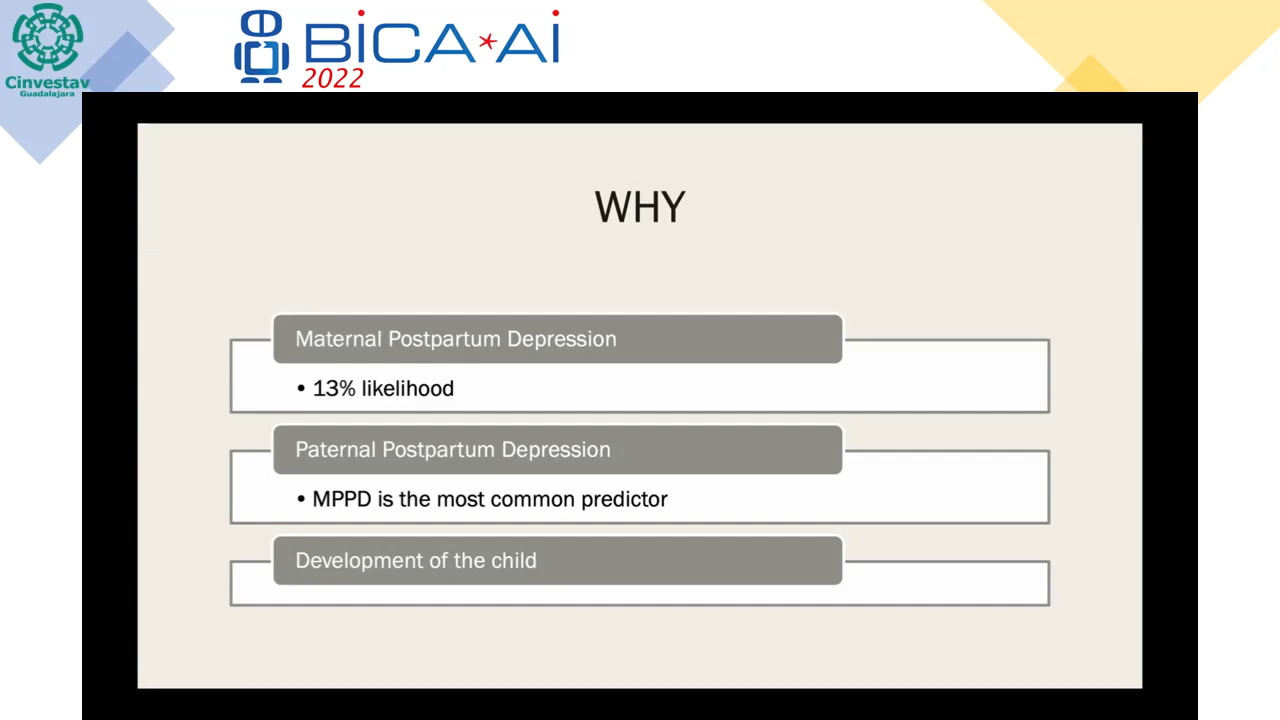 Cinvestav
Guadalajara
BiCA*Ai
2022
WHY
Maternal Postpartum Depression
• 13% likelihood
Paternal Postpartum Depression
• MPPD is the most common predictor
Development of the child